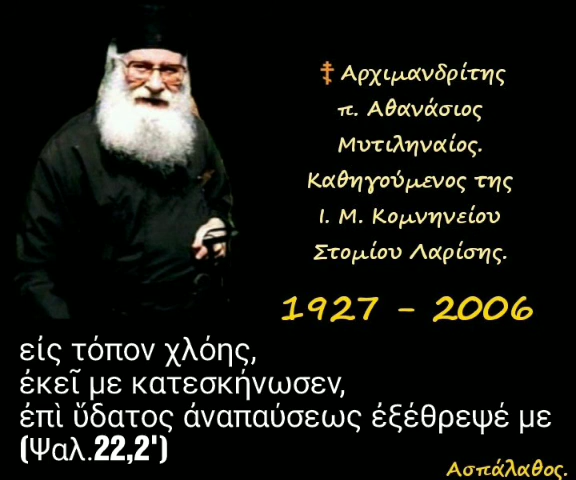 ☦ Αρχιμανδρίτης
π. Αθανάσιος
Μυτιληναίος.
Καθηγούμενος της
Ι. Μ. Κομνηνείου
Στομίου Λαρίσης.
1927 - 2006
είς τόπον χλόης,
έκεῖ με κατεσκήνωσεν,
έπὶ ὕδατος άναπαύσεως έξέθρεψέ με
(Ψαλ.22,2')
Ασπάλαθος.